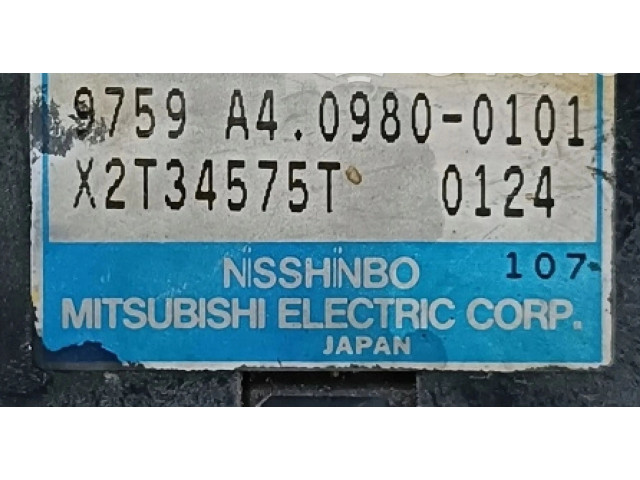 9759 A4.0980-0101
X2T34575T 0124
NiSSHiNBO 107
MITSUBISHI ELECTRIC CORP.
JAPAN